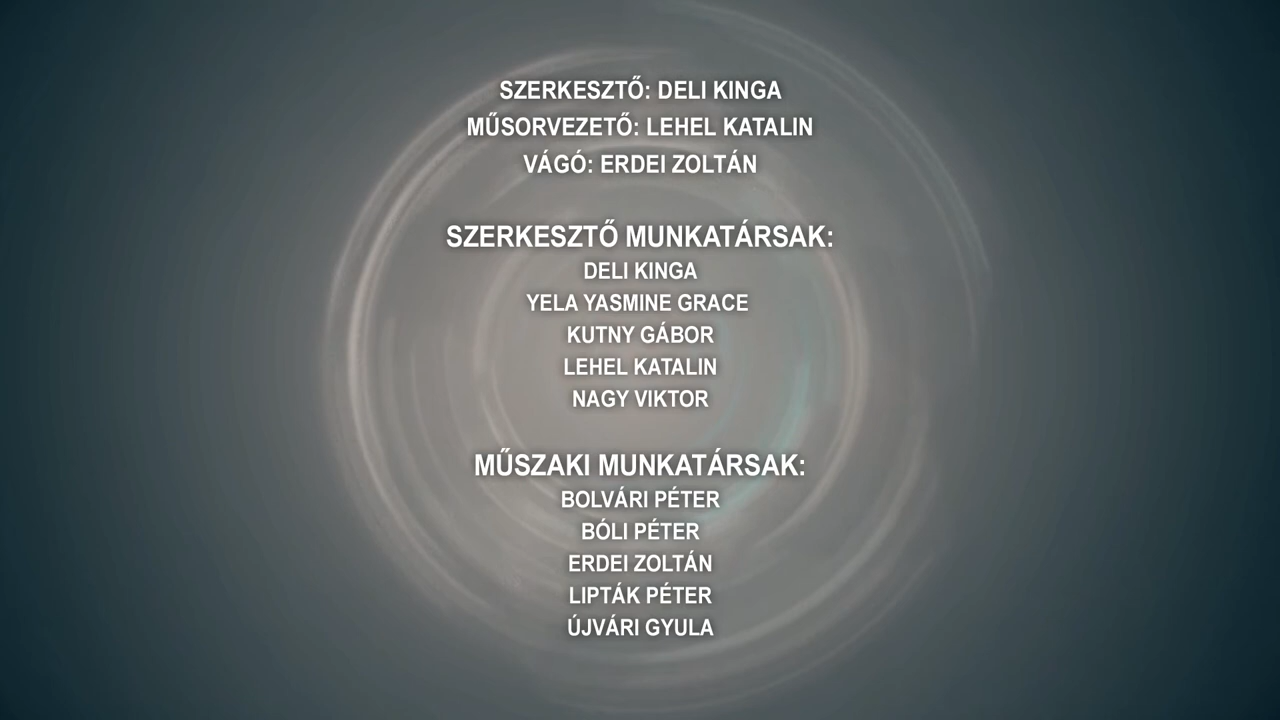 SZERKESZTŐ: DELI KINGA
MŰSORVEZETŐ: LEHEL KATALIN
VÁGÓ: ERDEI ZOLTÁN
SZERKESZTŐ MUNKATÁRSAK:
DELI KINGA
YELA YASMINE GRACE
KUTNY GÁBOR
LEHEL KATALIN
NAGY VIKTOR
MŰSZAKI MUNKATÁRSAK:
BOLVÁRI PÉTER
BÓLI PÉTER
ERDEI ZOLTÁN
LIPTÁK PÉTER
ÚJVÁRI GYULA